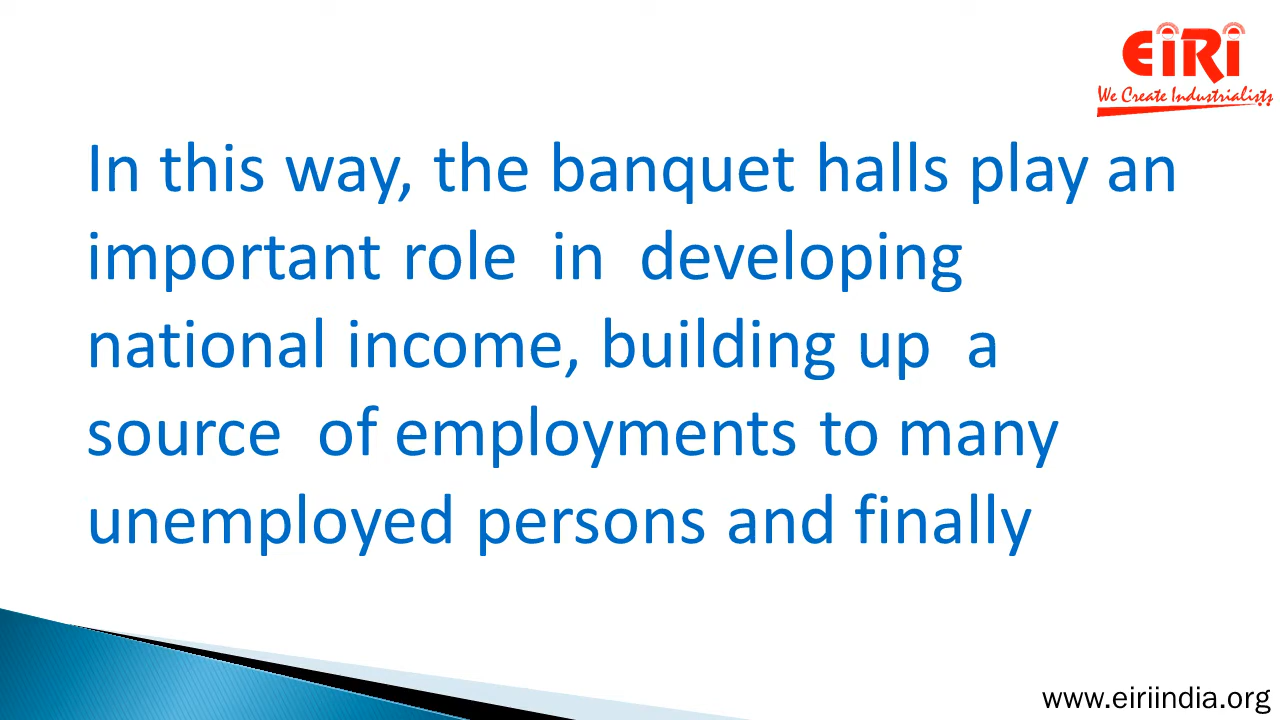 EiRi
We Create Industrialists
In this way, the banquet halls play an
important role in developing
national income, building up a
source of employments to many
unemployed persons and finally
www.eiriindia.org